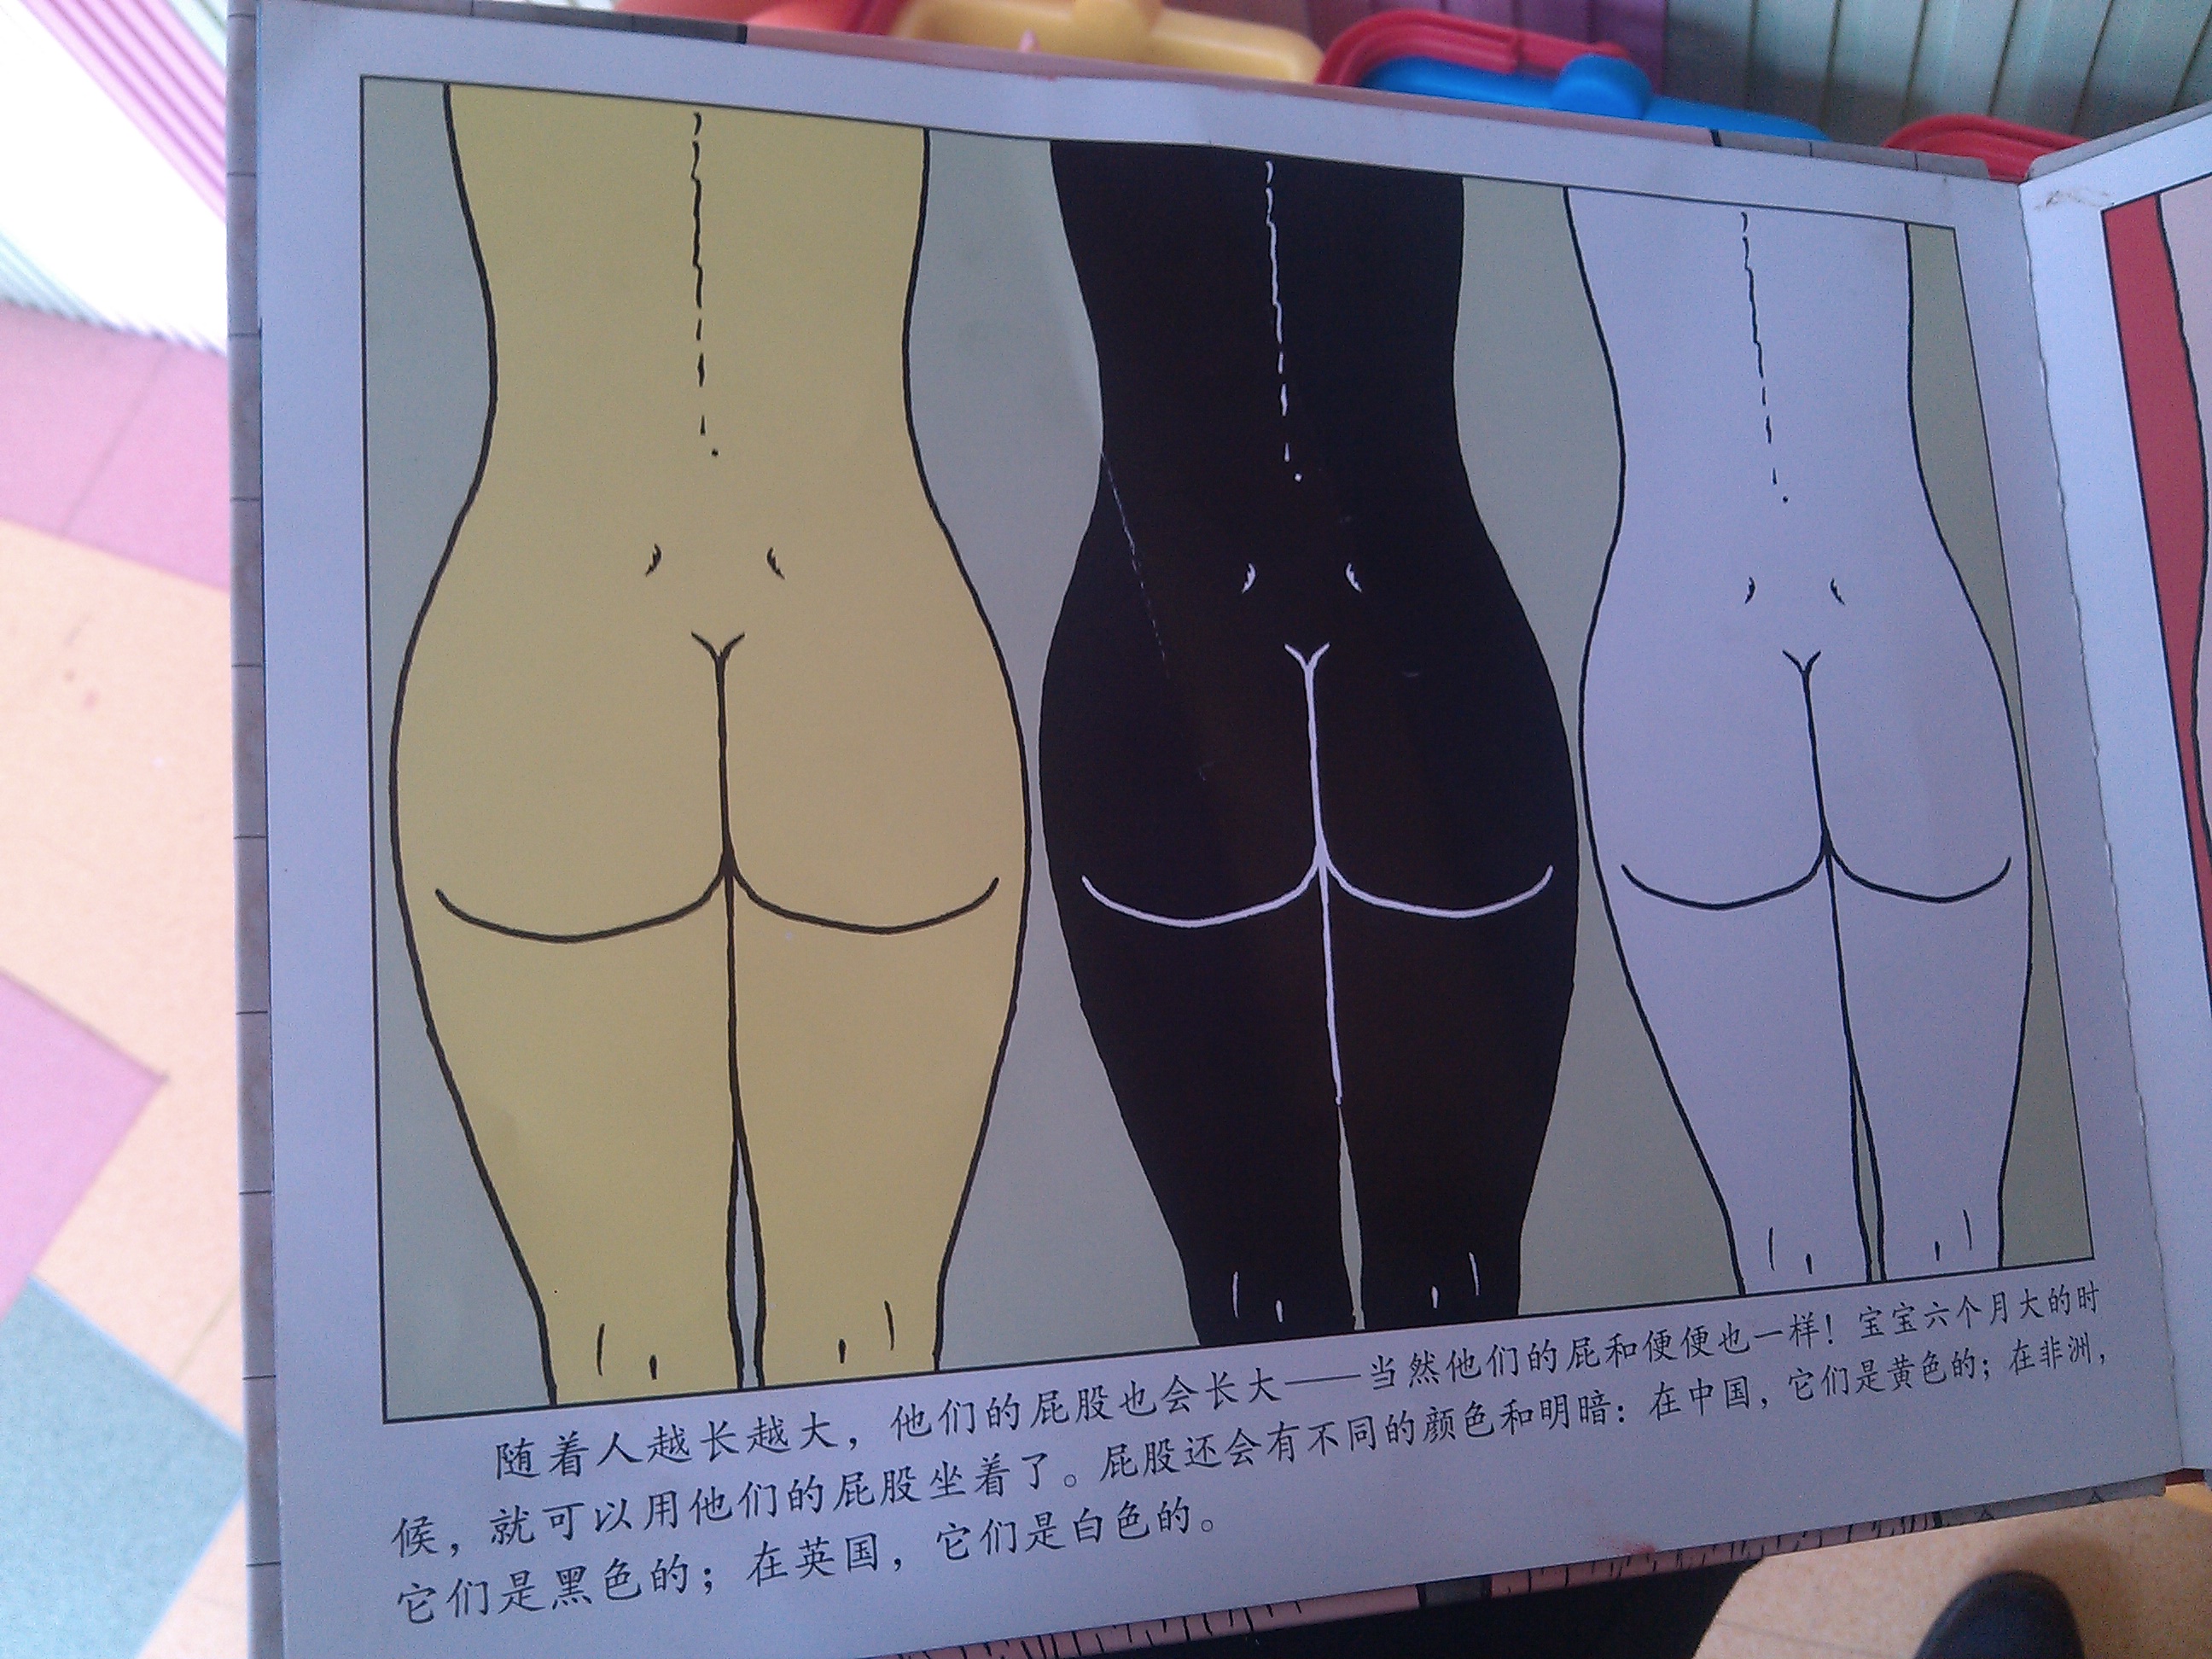 随着人越长越大，他们的屁股也会长大——当然他们的屁和便便也一样！宝宝六个月大的时
候，就可以用他们的屁股坐着了。屁股还会有不同的颜色和明暗：在中国，它们是黄色的；在非洲，
它们是黑色的；在英国，它们是白色的。